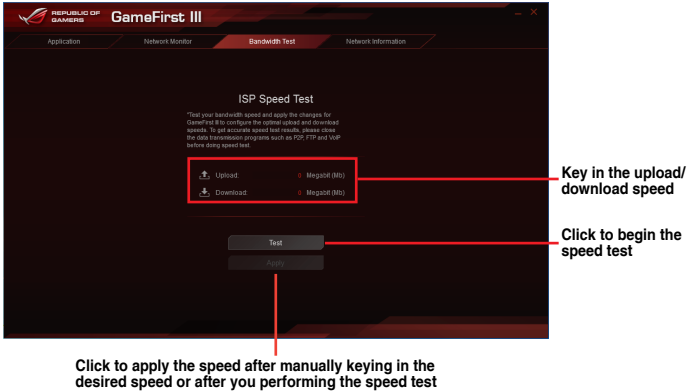 REPUBLIC OF
GAMERS
GameFirst III
Application
Network Monitor
Bandwidth Test
Network Information
ISP Speed Test
*Test your bandwidth speed and apply the changes for
GameFirst III to configure the optimal upload and download
speeds. To get accurate speed test results, please close
the data transmission programs such as P2P, FTP and VoIP
before doing speed test.
Upload: 0 Megabit (Mb)
Download: 0 Megabit (Mb)
Key in the upload/
download speed
Test
Click to begin the
speed test
Apply
Click to apply the speed after manually keying in the
desired speed or after you performing the speed test